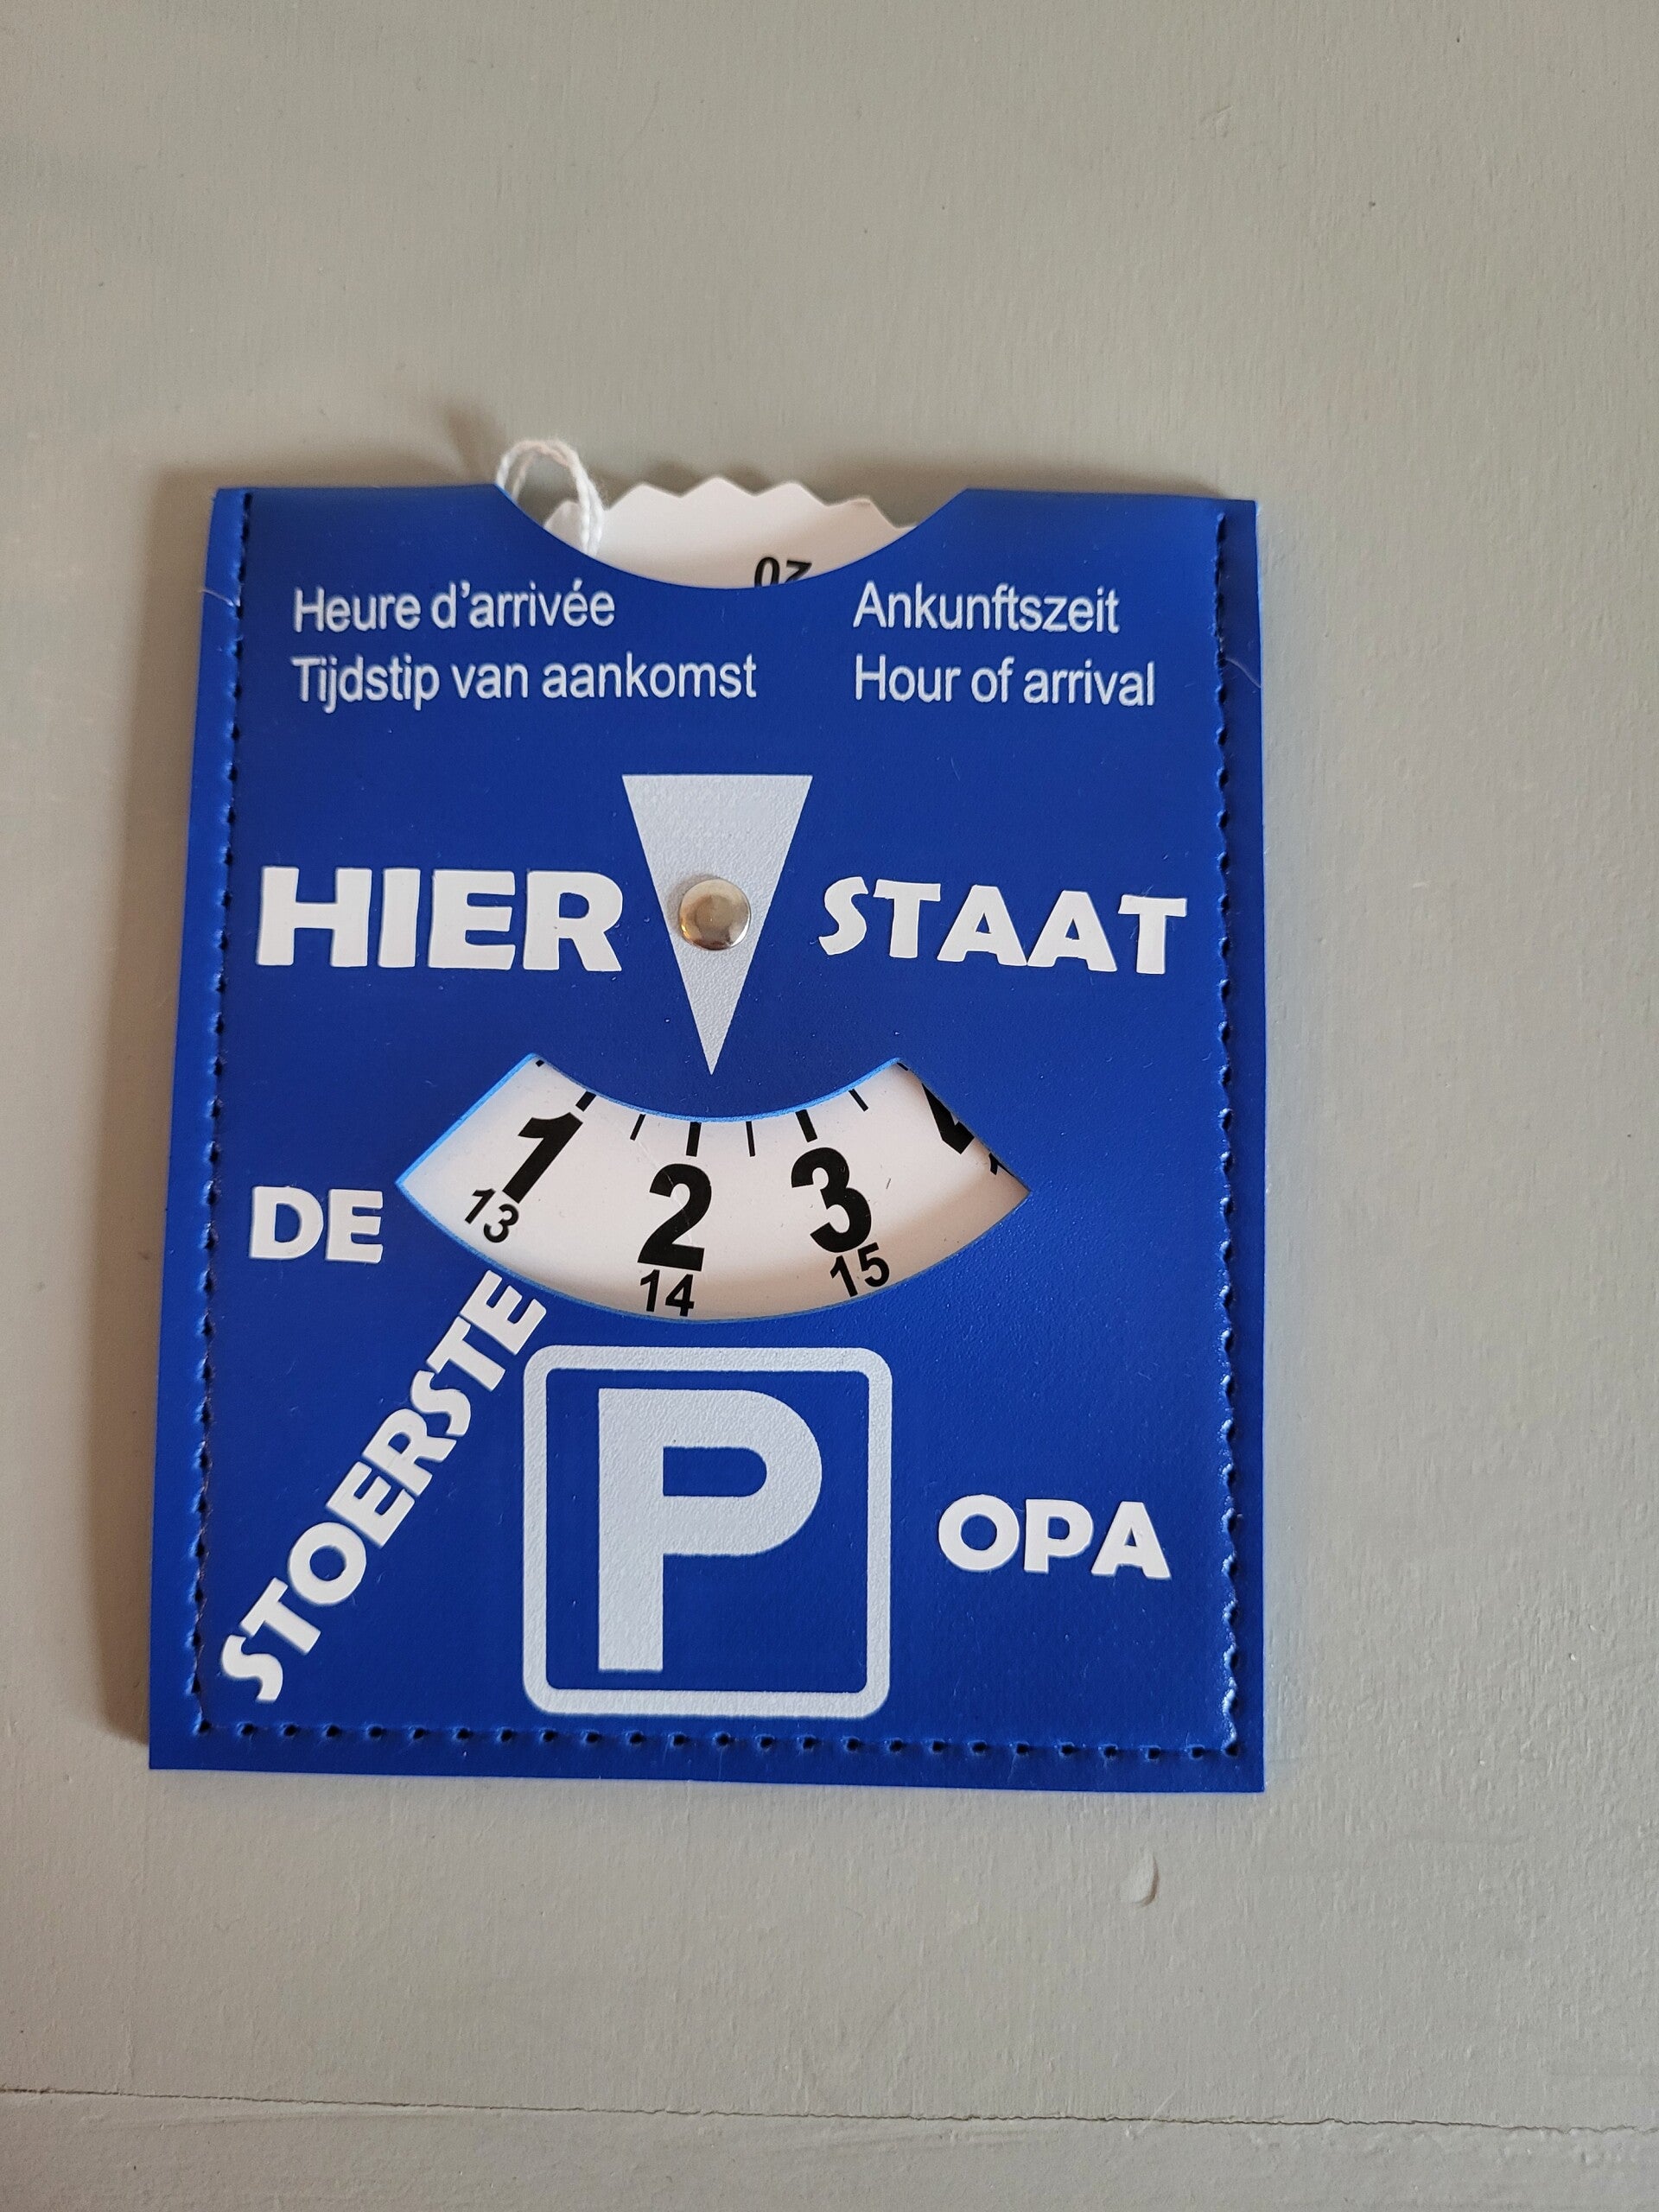 20
Heure d'arrivée
Tijdstip van aankomst
Ankunftszeit
Hour of arrival
HIER STAAT
DE
1 2 3
13 14 15
STOERSTE
P
OPA